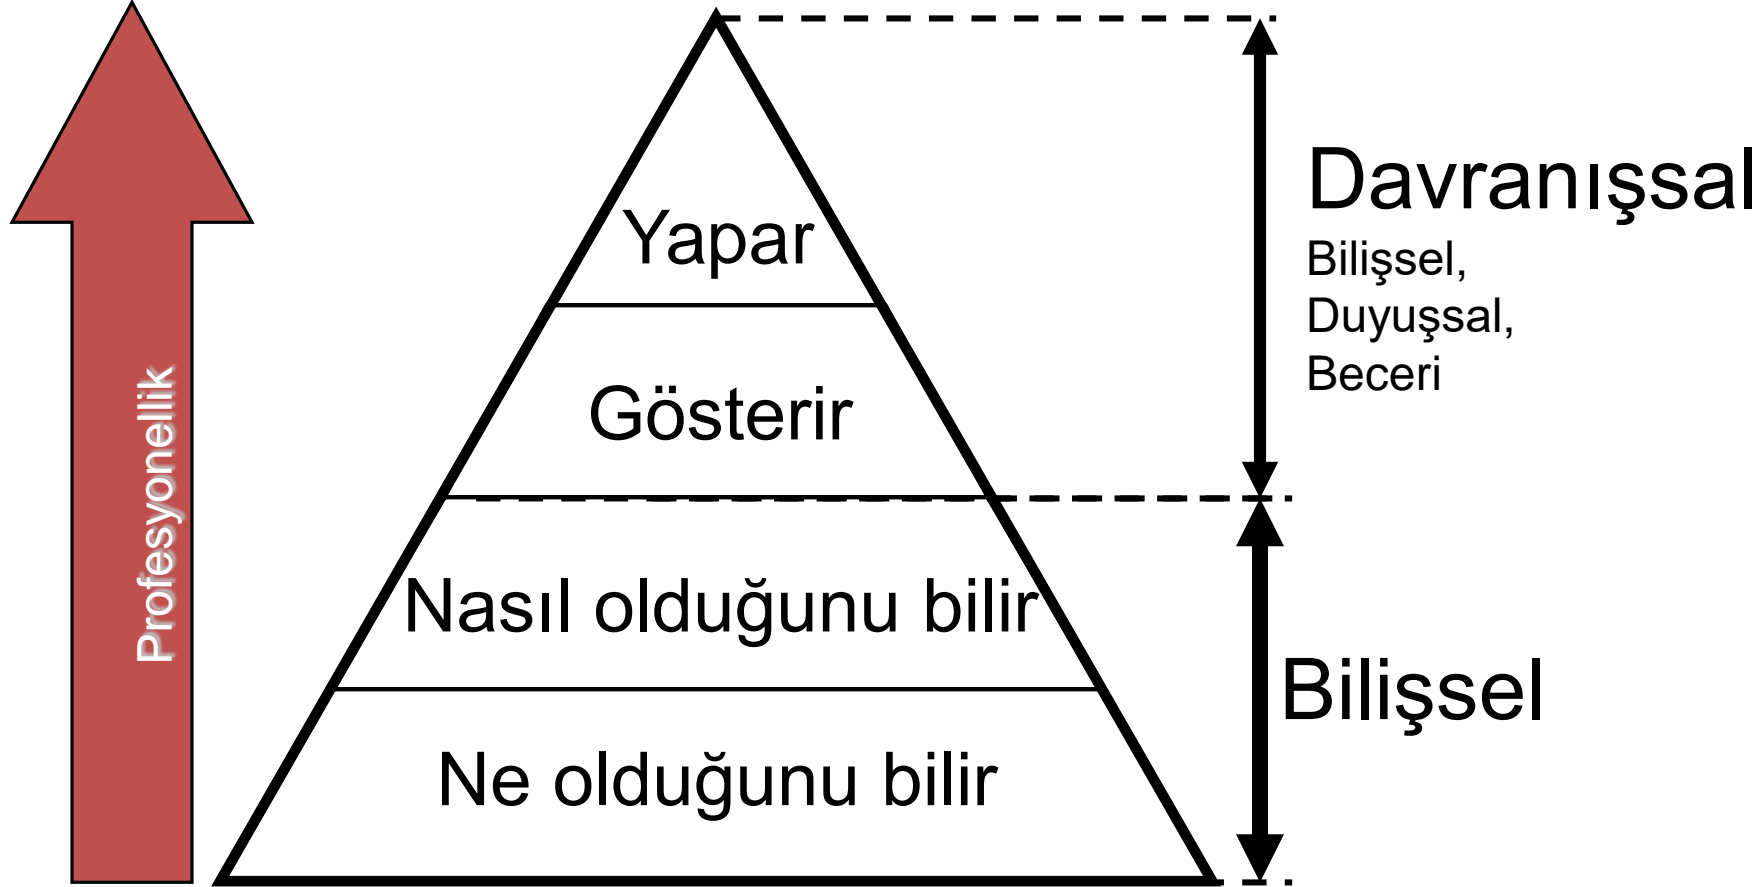 Profesyonellik
Yapar
Gösterir
Nasıl olduğunu bilir
Ne olduğunu bilir
Davranışsal
Bilişsel,
Duyuşsal,
Beceri
Bilişsel